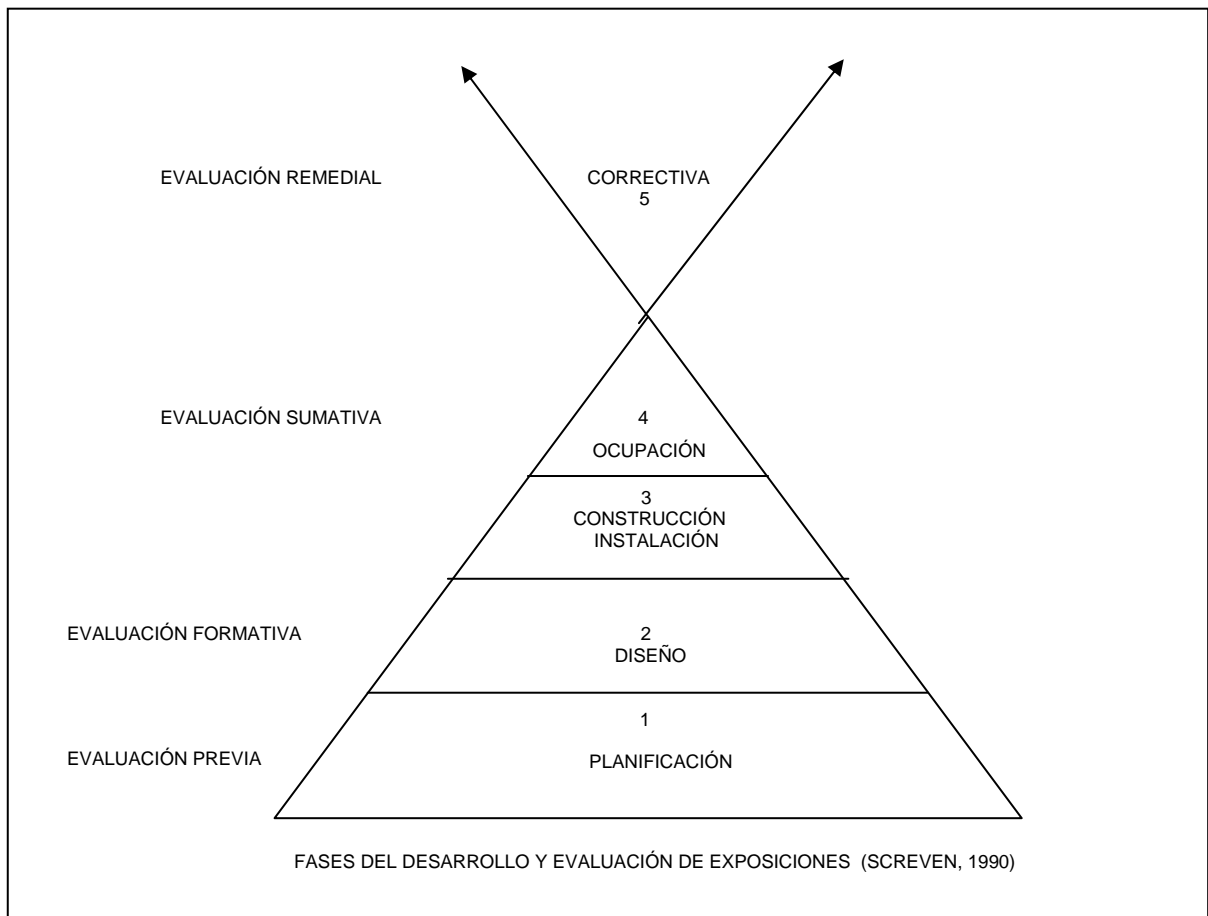 EVALUACIÓN REMEDIAL
CORRECTIVA
5
EVALUACIÓN SUMATIVA
4
OCUPACIÓN
3
CONSTRUCCIÓN
INSTALACIÓN
EVALUACIÓN FORMATIVA
2
DISEÑO
1
EVALUACIÓN PREVIA
PLANIFICACIÓN
FASES DEL DESARROLLO Y EVALUACIÓN DE EXPOSICIONES (SCREVEN, 1990)